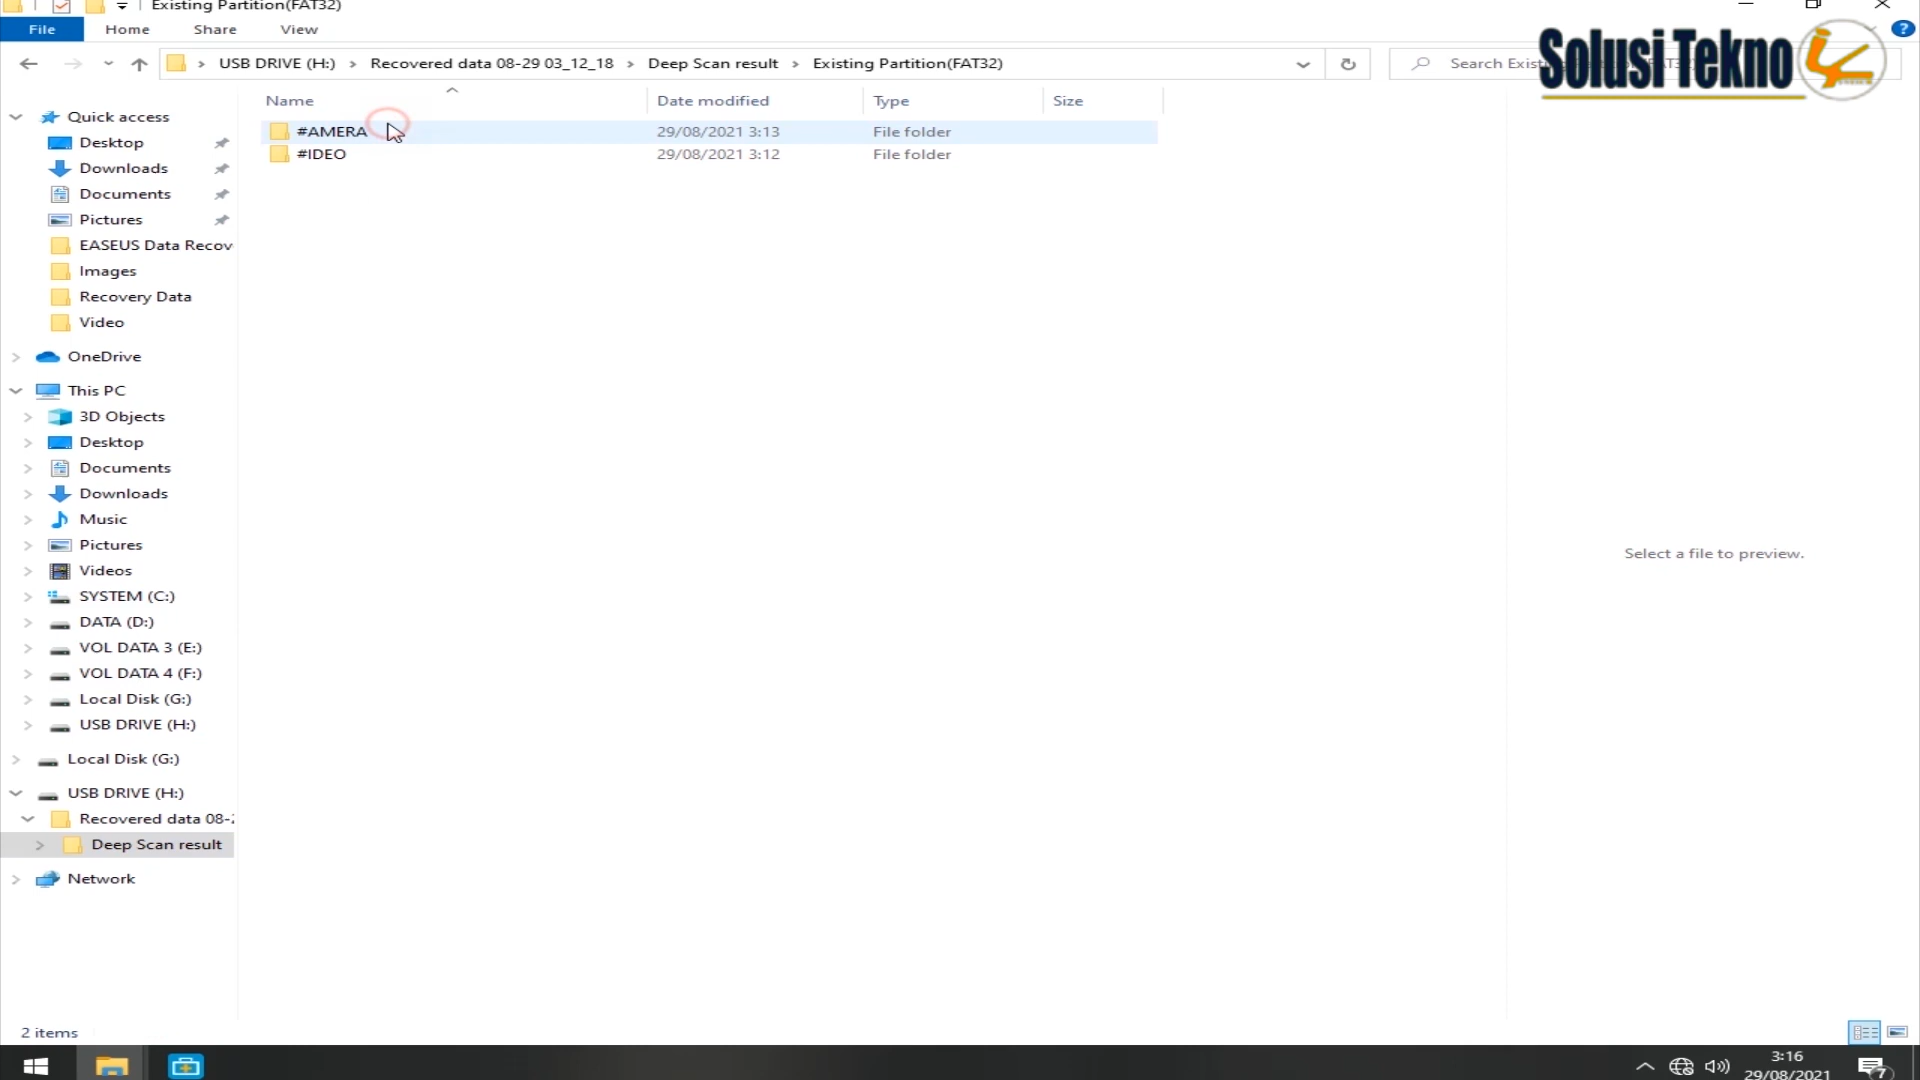 Existing Partition(FAT32)
File Home Share View
USB DRIVE (H:) Recovered data 08-29 03_12_18 Deep Scan result Existing Partition(FAT32)
Search Exist
Solusi Tekno
Name Date modified Type Size
#AMERA 29/08/2021 3:13 File folder
#IDEO 29/08/2021 3:12 File folder
Quick access
Desktop
Downloads
Documents
Pictures
EASEUS Data Recov
Images
Recovery Data
Video
OneDrive
This PC
3D Objects
Desktop
Documents
Downloads
Music
Pictures
Videos
SYSTEM (C:)
DATA (D:)
VOL DATA 3 (E:)
VOL DATA 4 (F:)
Local Disk (G:)
USB DRIVE (H:)
Local Disk (G:)
USB DRIVE (H:)
Recovered data 08-
Deep Scan result
Network
Select a file to preview.
2 items
3:16
29/08/2021
7